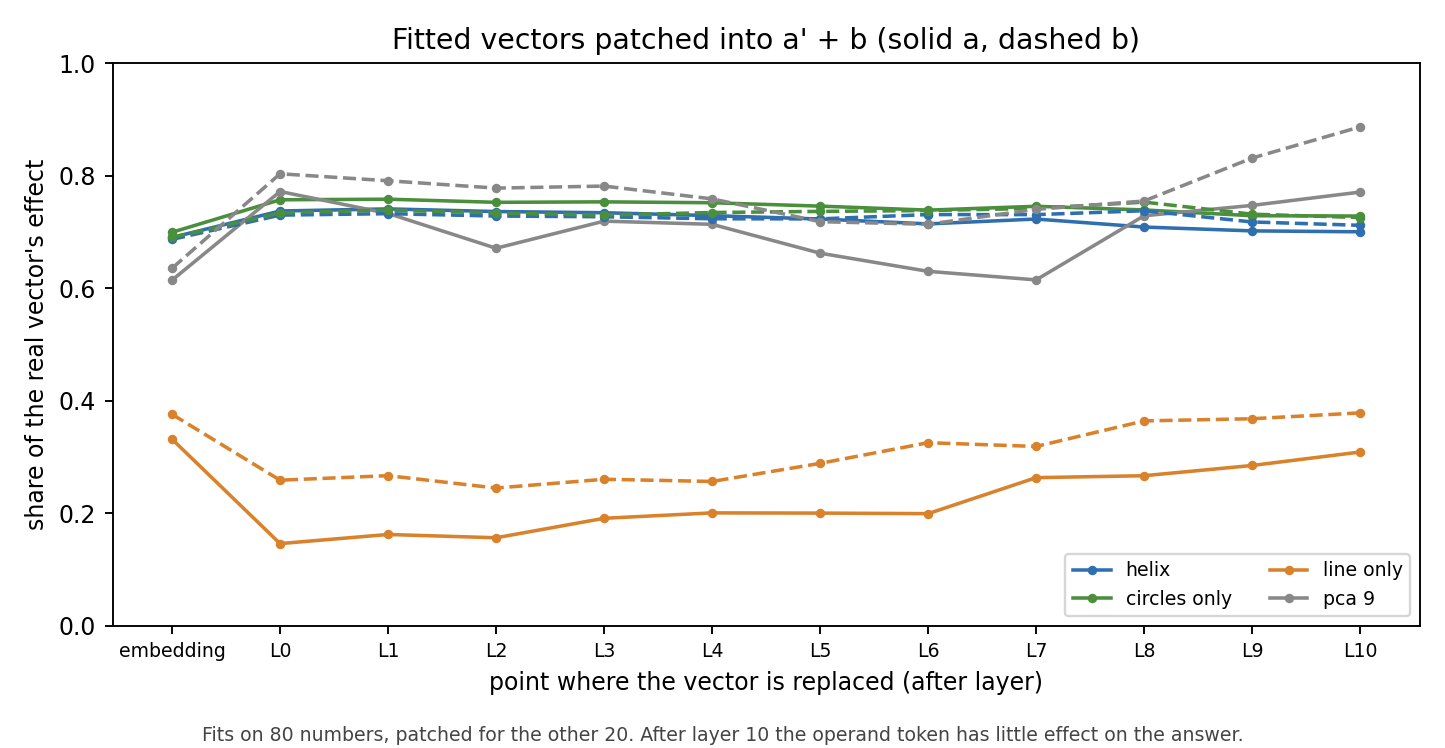 Fitted vectors patched into a' + b (solid a, dashed b)
share of the real vector's effect
1.0
0.8
0.6
0.4
0.2
0.0
helix
circles only
line only
pca 9
embedding L0 L1 L2 L3 L4 L5 L6 L7 L8 L9 L10
point where the vector is replaced (after layer)
Fits on 80 numbers, patched for the other 20. After layer 10 the operand token has little effect on the answer.